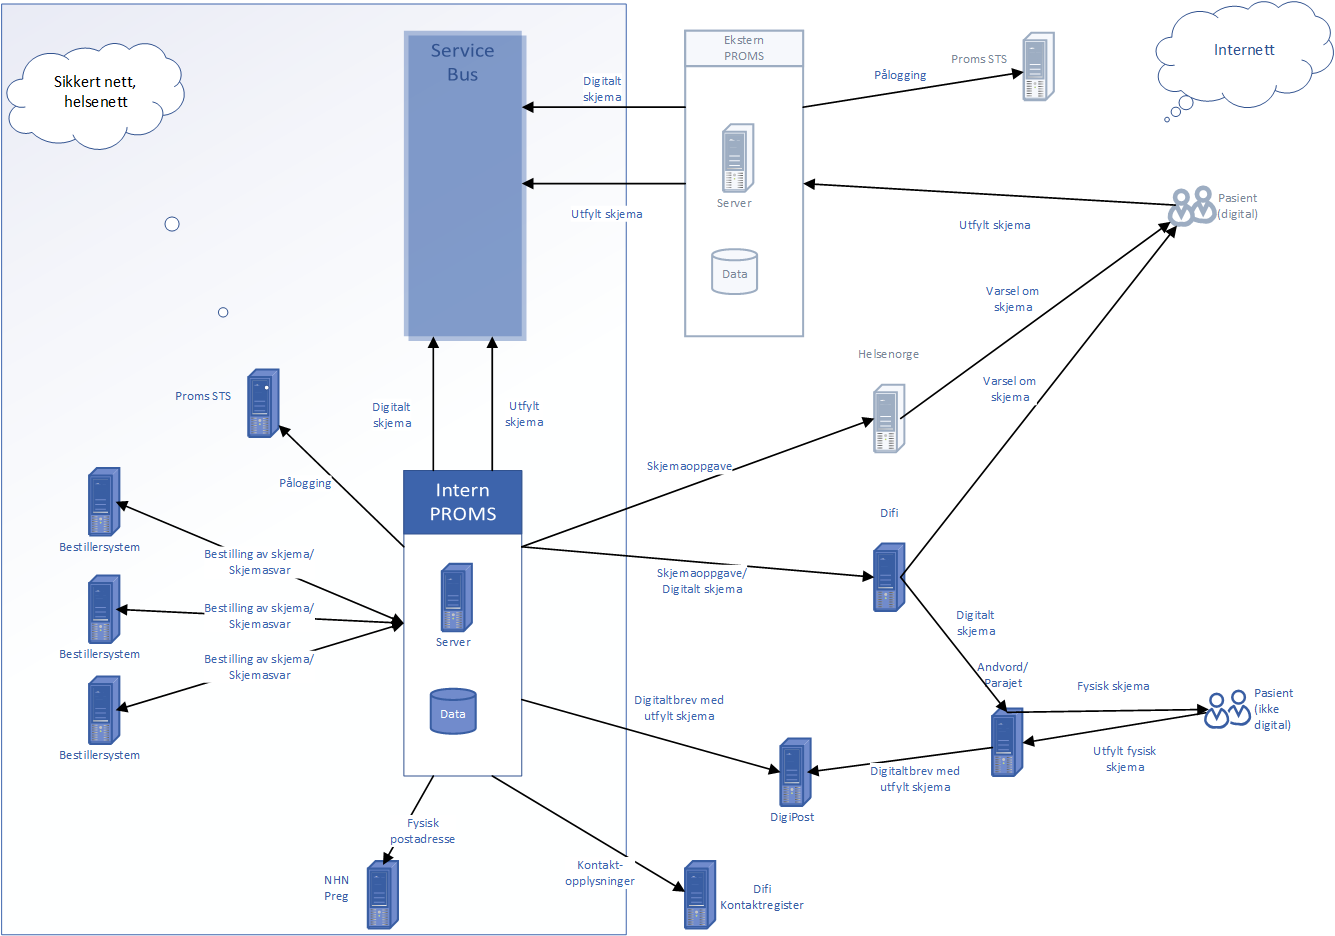 Sikkert nett,
helsenett
Service
Bus
Ekstern
PROMS
Proms STS
Internett
Digitalt
skjema
Pålogging
Server
Utfylt skjema
Data
Pasient
(digital)
Utfylt skjema
Varsel om
skjema
Helsenorge
Varsel om
skjema
Proms STS
Digitalt
skjema
Utfylt
skjema
Pålogging
Intern
PROMS
Skjemaoppgave
Difi
Bestillersystem
Bestilling av skjema/
Skjemasvar
Skjemaoppgave/
Digitalt skjema
Bestilling av skjema/
Skjemasvar
Bestillersystem
Server
Digitalt
skjema
Bestilling av skjema/
Skjemasvar
Bestillersystem
Data
Digitaltbrev med
utfylt skjema
Andvord/
Parajet
Fysisk skjema
Pasient
(ikke
digital)
Utfylt fysisk
skjema
Digitaltbrev med
utfylt skjema
DigiPost
Fysisk
postadresse
Kontakt-
opplysninger
NHN
Preg
Difi
Kontaktregister